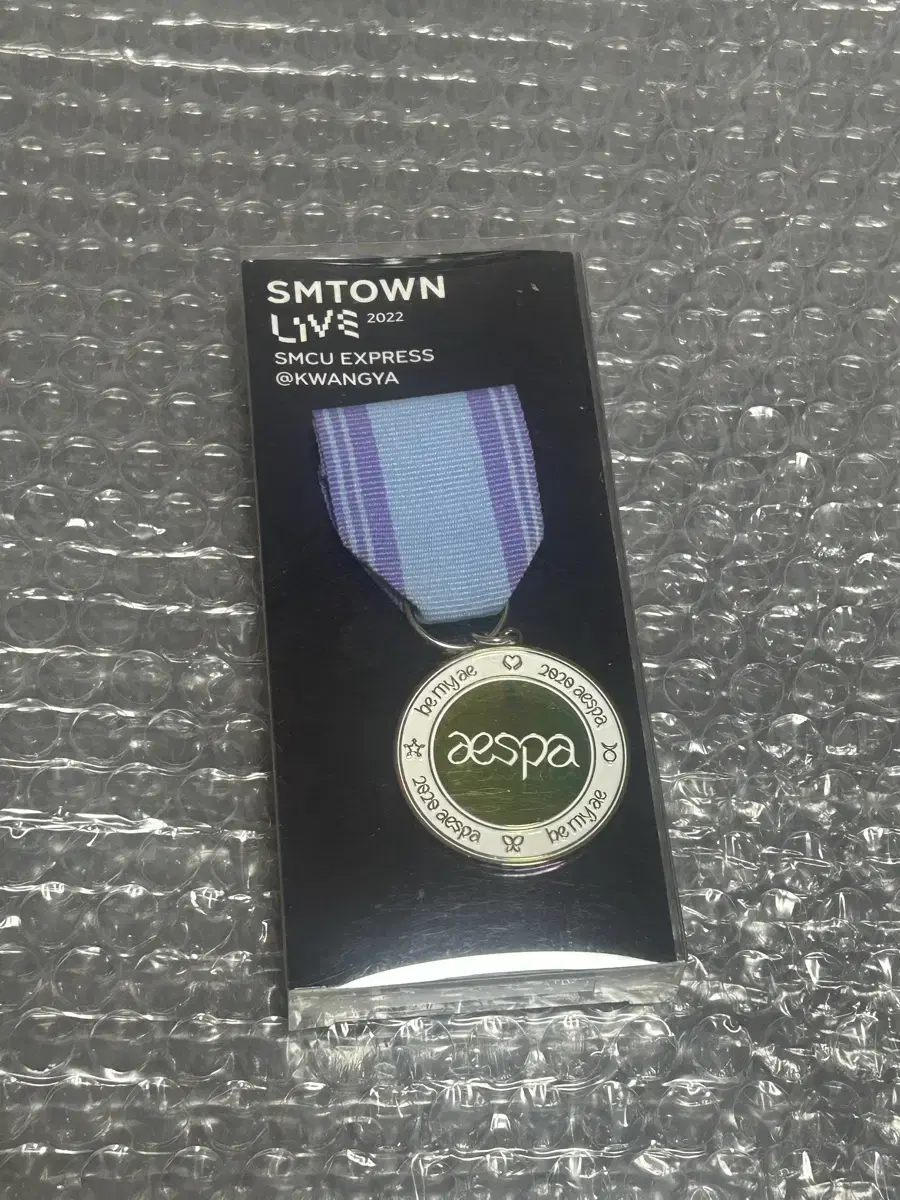 SMTOWN
LIVE 2022
SMCU EXPRESS
@KWANGYA
be my ae
2020 aespa
aespa
2020 aespa
be my ae